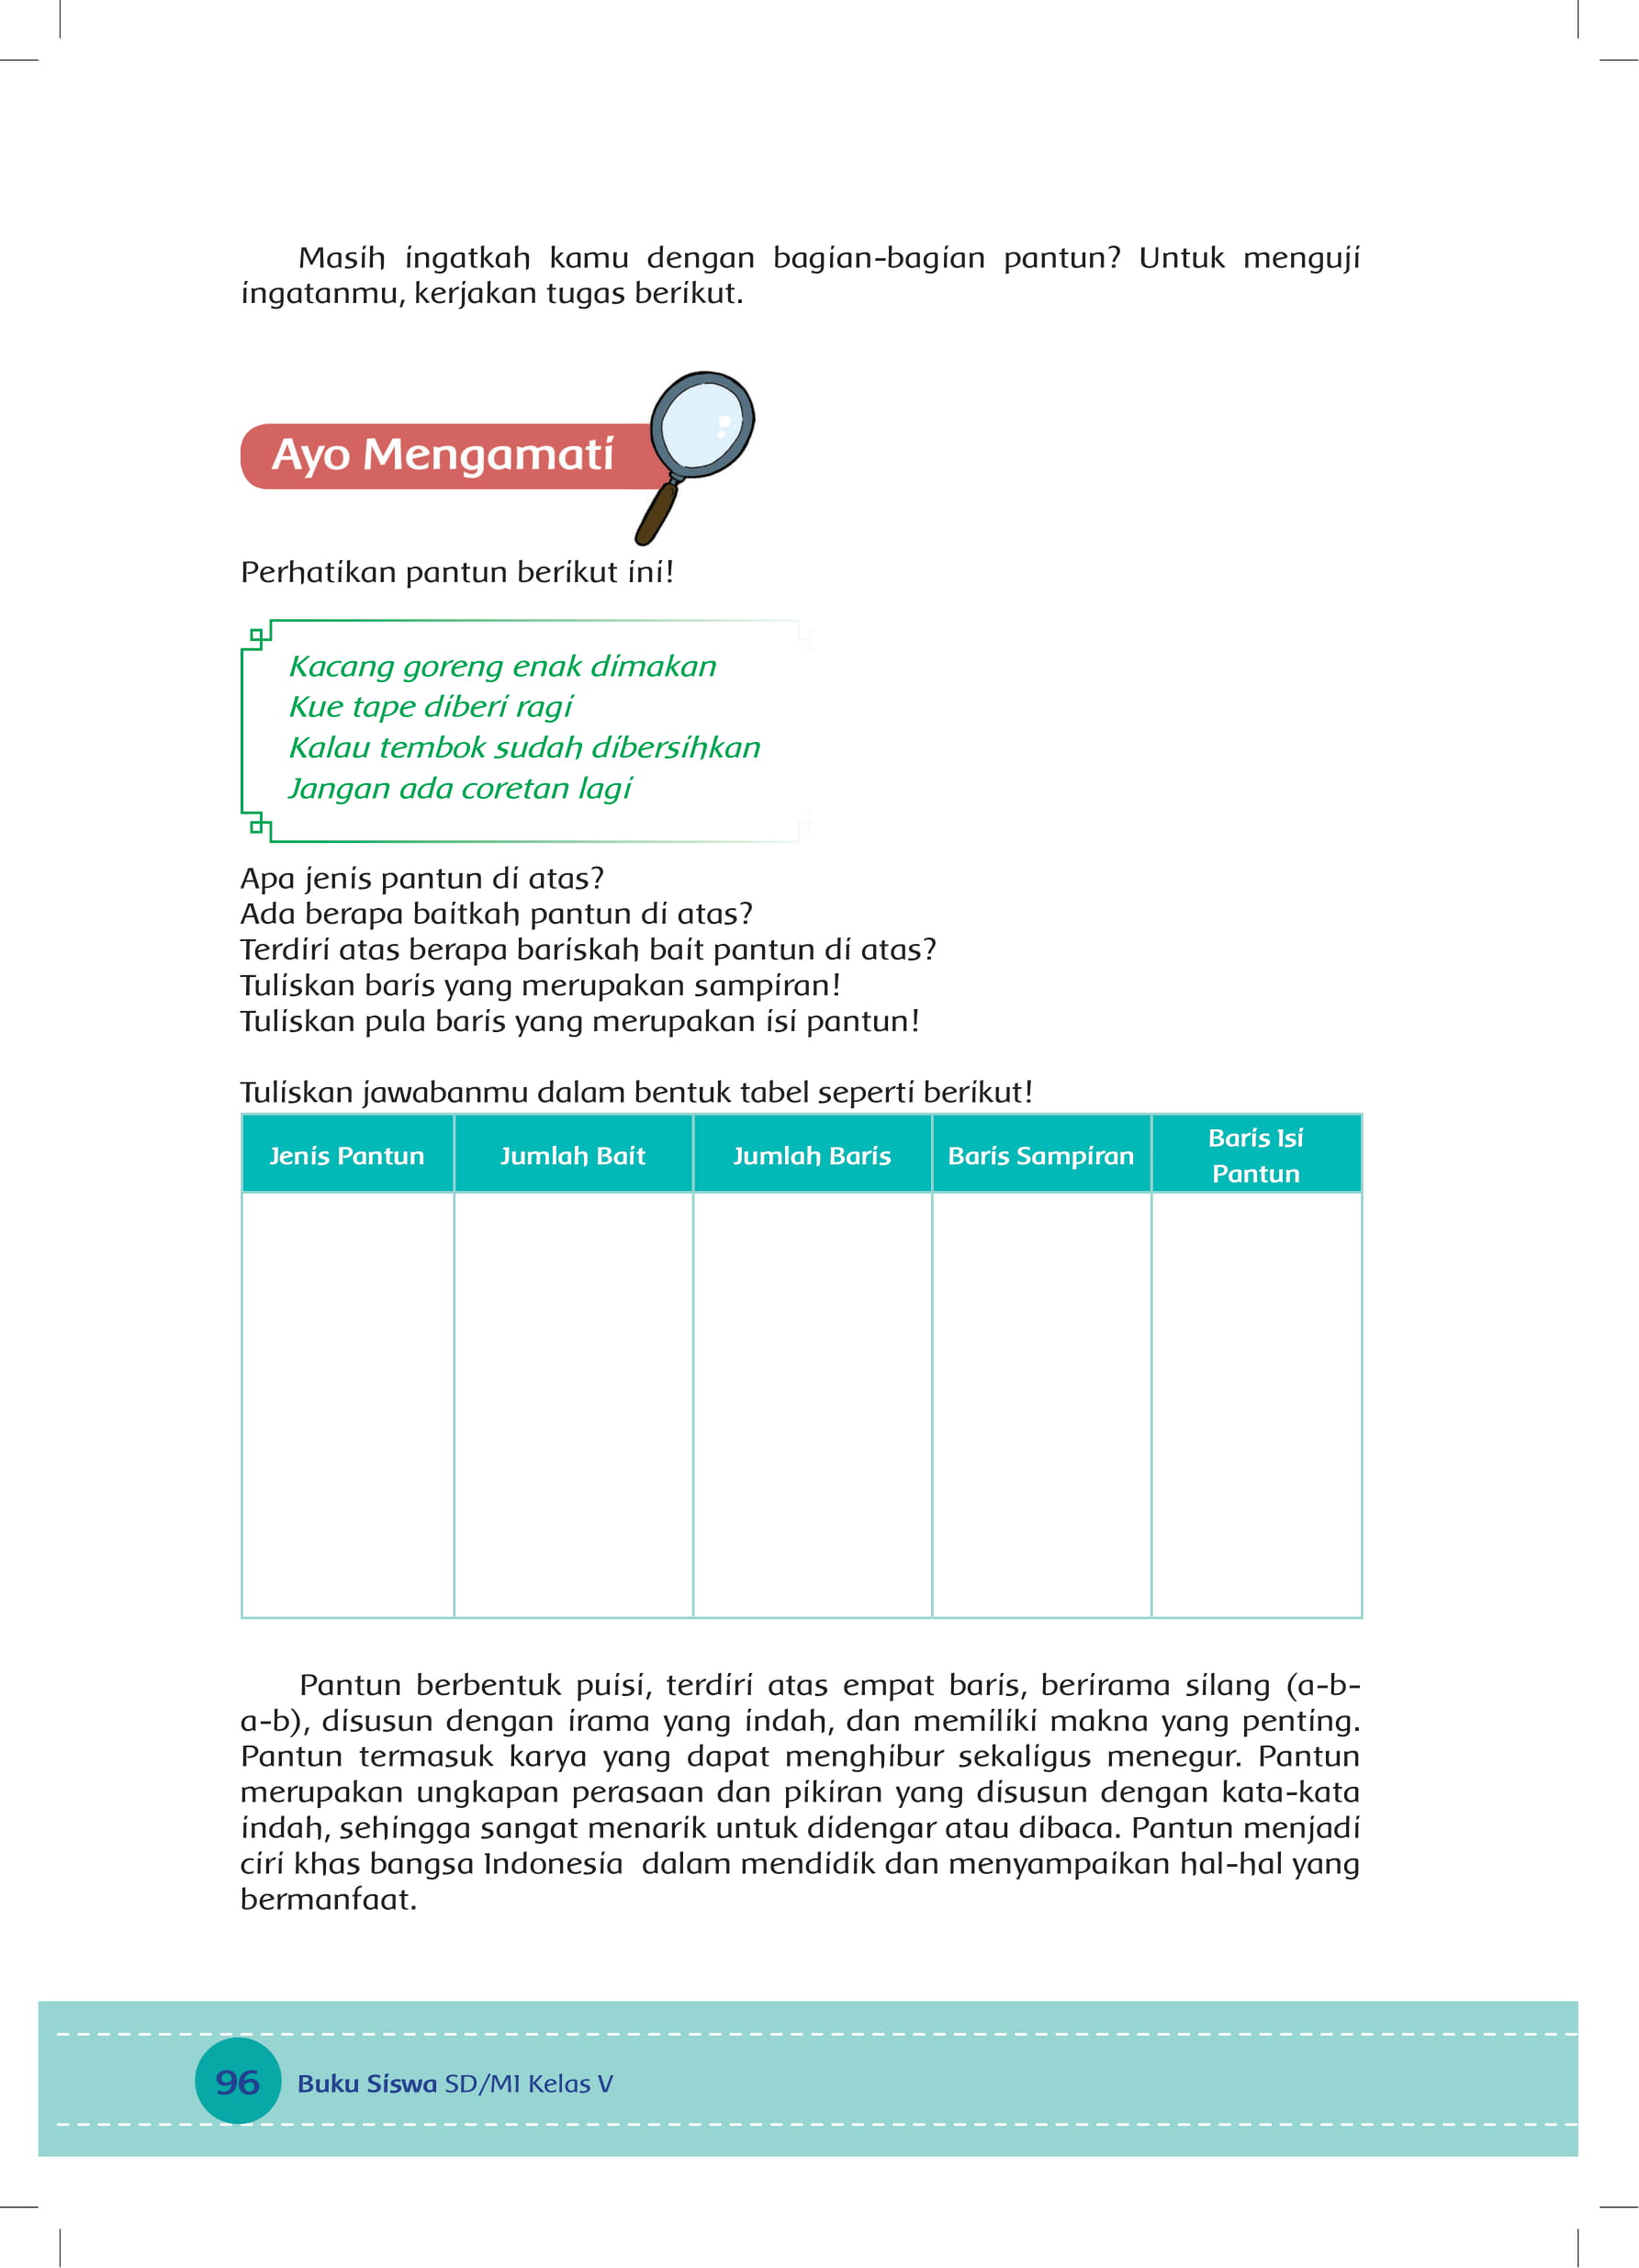 Masih ingatkah kamu dengan bagian-bagian pantun? Untuk menguji
ingatanmu, kerjakan tugas berikut.
Ayo Mengamati
Perhatikan pantun berikut ini!
Kacang goreng enak dimakan
Kue tape diberi ragi
Kalau tembok sudah dibersihkan
Jangan ada coretan lagi
Apa jenis pantun di atas?
Ada berapa baitkah pantun di atas?
Terdiri atas berapa bariskah bait pantun di atas?
Tuliskan baris yang merupakan sampiran!
Tuliskan pula baris yang merupakan isi pantun!
Tuliskan jawabanmu dalam bentuk tabel seperti berikut!
Jenis Pantun Jumlah Bait Jumlah Baris Baris Sampiran Baris Isi
Pantun
Pantun berbentuk puisi, terdiri atas empat baris, berirama silang (a-b-
a-b), disusun dengan irama yang indah, dan memiliki makna yang penting.
Pantun termasuk karya yang dapat menghibur sekaligus menegur. Pantun
merupakan ungkapan perasaan dan pikiran yang disusun dengan kata-kata
indah, sehingga sangat menarik untuk didengar atau dibaca. Pantun menjadi
ciri khas bangsa Indonesia dalam mendidik dan menyampaikan hal-hal yang
bermanfaat.
96 Buku Siswa SD/MI Kelas V